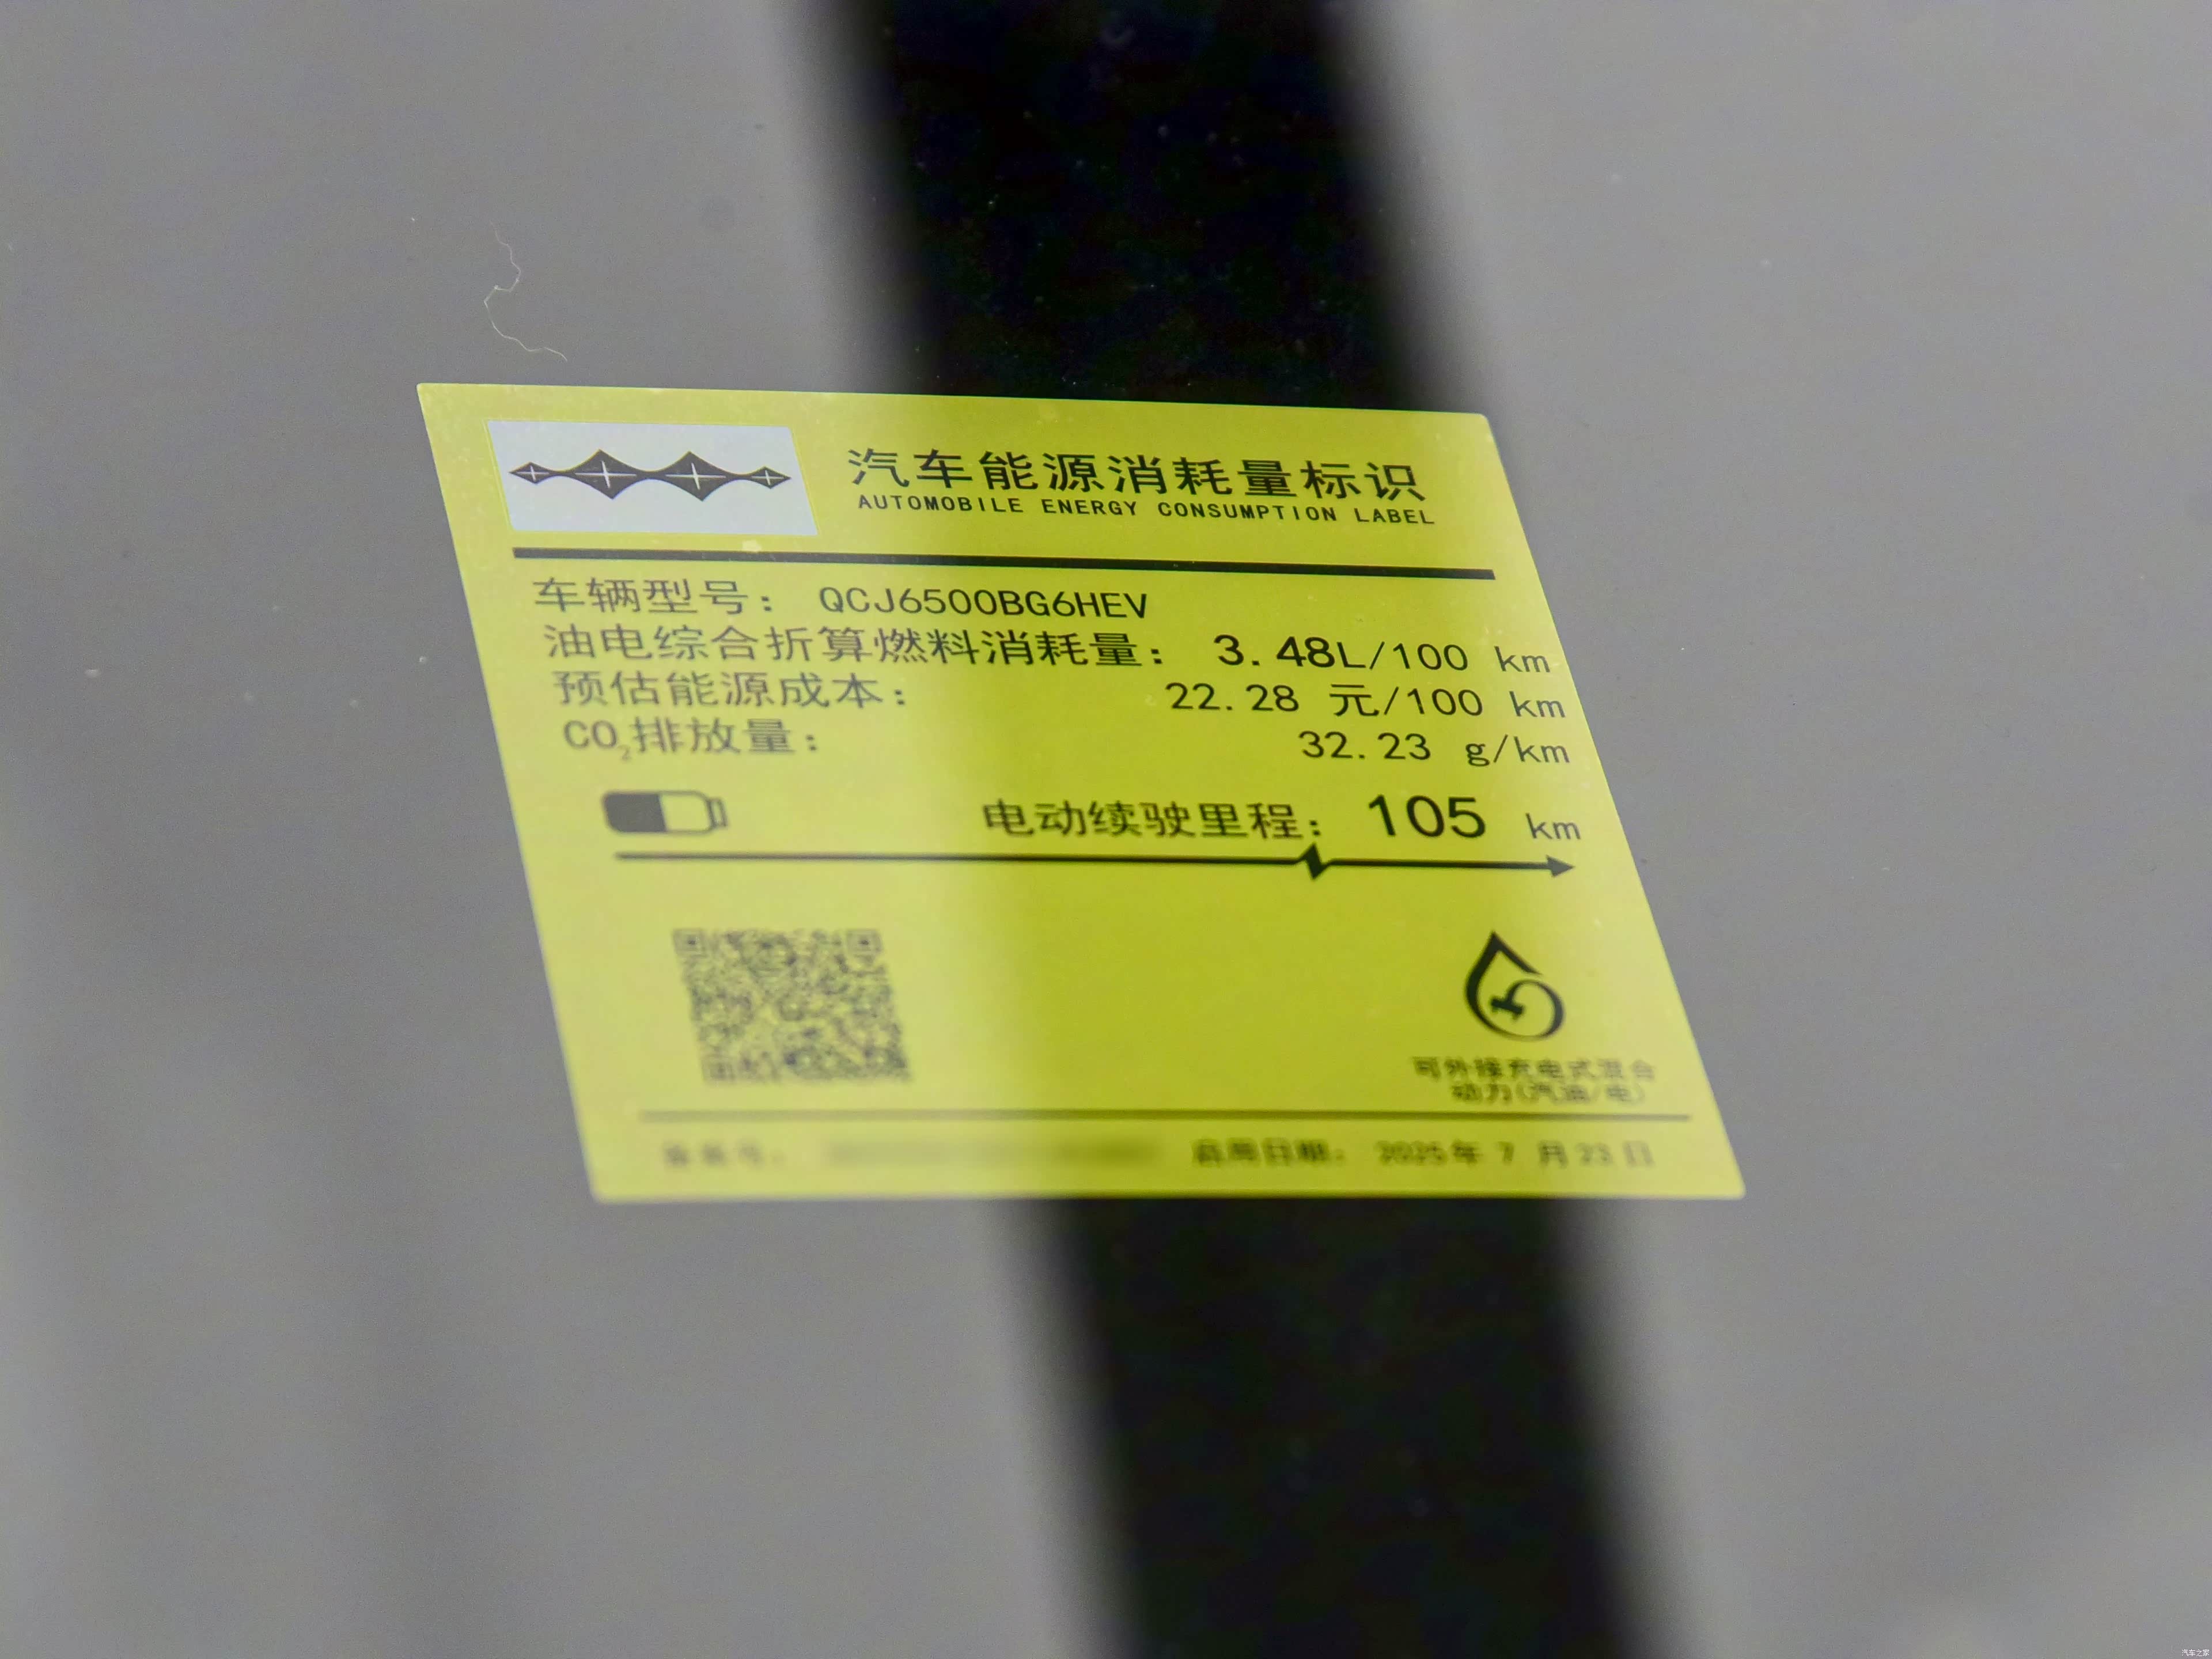 汽车能源消耗量标识
AUTOMOBILE ENERGY CONSUMPTION LABEL
车辆型号： QCJ6500BG6HEV
油电综合折算燃料消耗量： 3.48L/100 km
预估能源成本： 22.28 元/100 km
CO₂排放量： 32.23 g/km
电动续驶里程： 105 km
可外接充电式混合
动力(汽油/电)
启用日期： 2025年 7 月 23 日
汽车之家